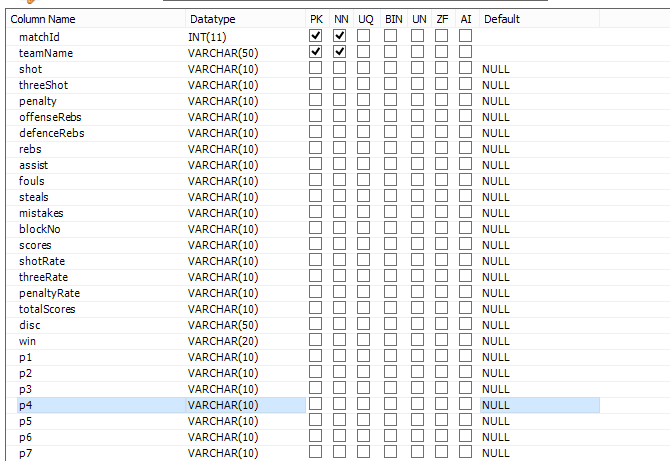 Column Name Datatype PK NN UQ BIN UN ZF AI Default
matchId INT(11)
teamName VARCHAR(50)
shot VARCHAR(10) NULL
threeShot VARCHAR(10) NULL
penalty VARCHAR(10) NULL
offenseRebs VARCHAR(10) NULL
defenceRebs VARCHAR(10) NULL
rebs VARCHAR(10) NULL
assist VARCHAR(10) NULL
fouls VARCHAR(10) NULL
steals VARCHAR(10) NULL
mistakes VARCHAR(10) NULL
blockNo VARCHAR(10) NULL
scores VARCHAR(10) NULL
shotRate VARCHAR(10) NULL
threeRate VARCHAR(10) NULL
penaltyRate VARCHAR(10) NULL
totalScores VARCHAR(10) NULL
disc VARCHAR(50) NULL
win VARCHAR(20) NULL
p1 VARCHAR(10) NULL
p2 VARCHAR(10) NULL
p3 VARCHAR(10) NULL
p4 VARCHAR(10) NULL
p5 VARCHAR(10) NULL
p6 VARCHAR(10) NULL
p7 VARCHAR(10) NULL